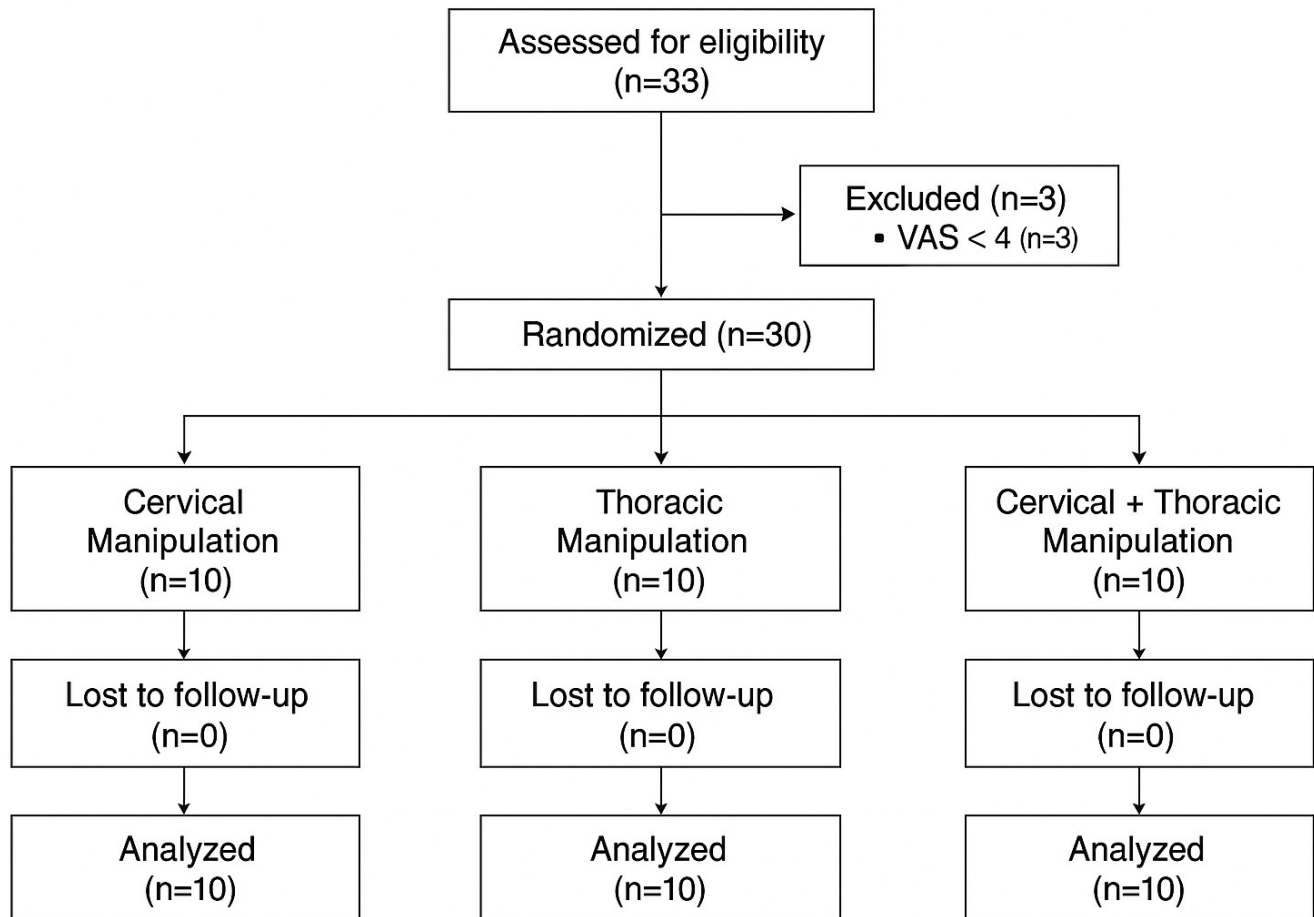 Assessed for eligibility
(n=33)
Excluded (n=3)
▪ VAS < 4 (n=3)
Randomized (n=30)
Cervical
Manipulation
(n=10)
Thoracic
Manipulation
(n=10)
Cervical + Thoracic
Manipulation
(n=10)
Lost to follow-up
(n=0)
Lost to follow-up
(n=0)
Lost to follow-up
(n=0)
Analyzed
(n=10)
Analyzed
(n=10)
Analyzed
(n=10)